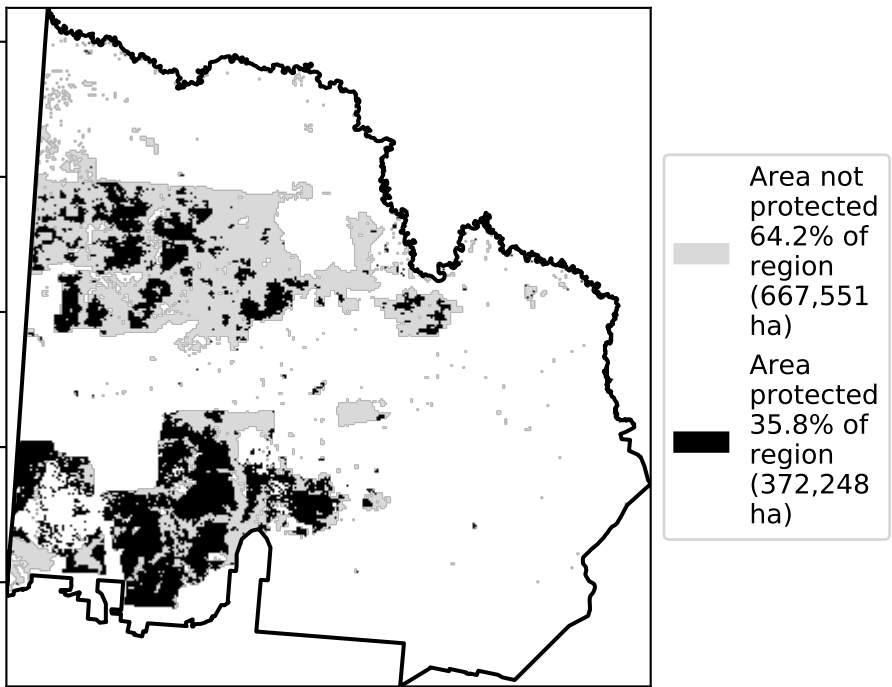 Area not
protected
64.2% of
region
(667,551
ha)
Area
protected
35.8% of
region
(372,248
ha)